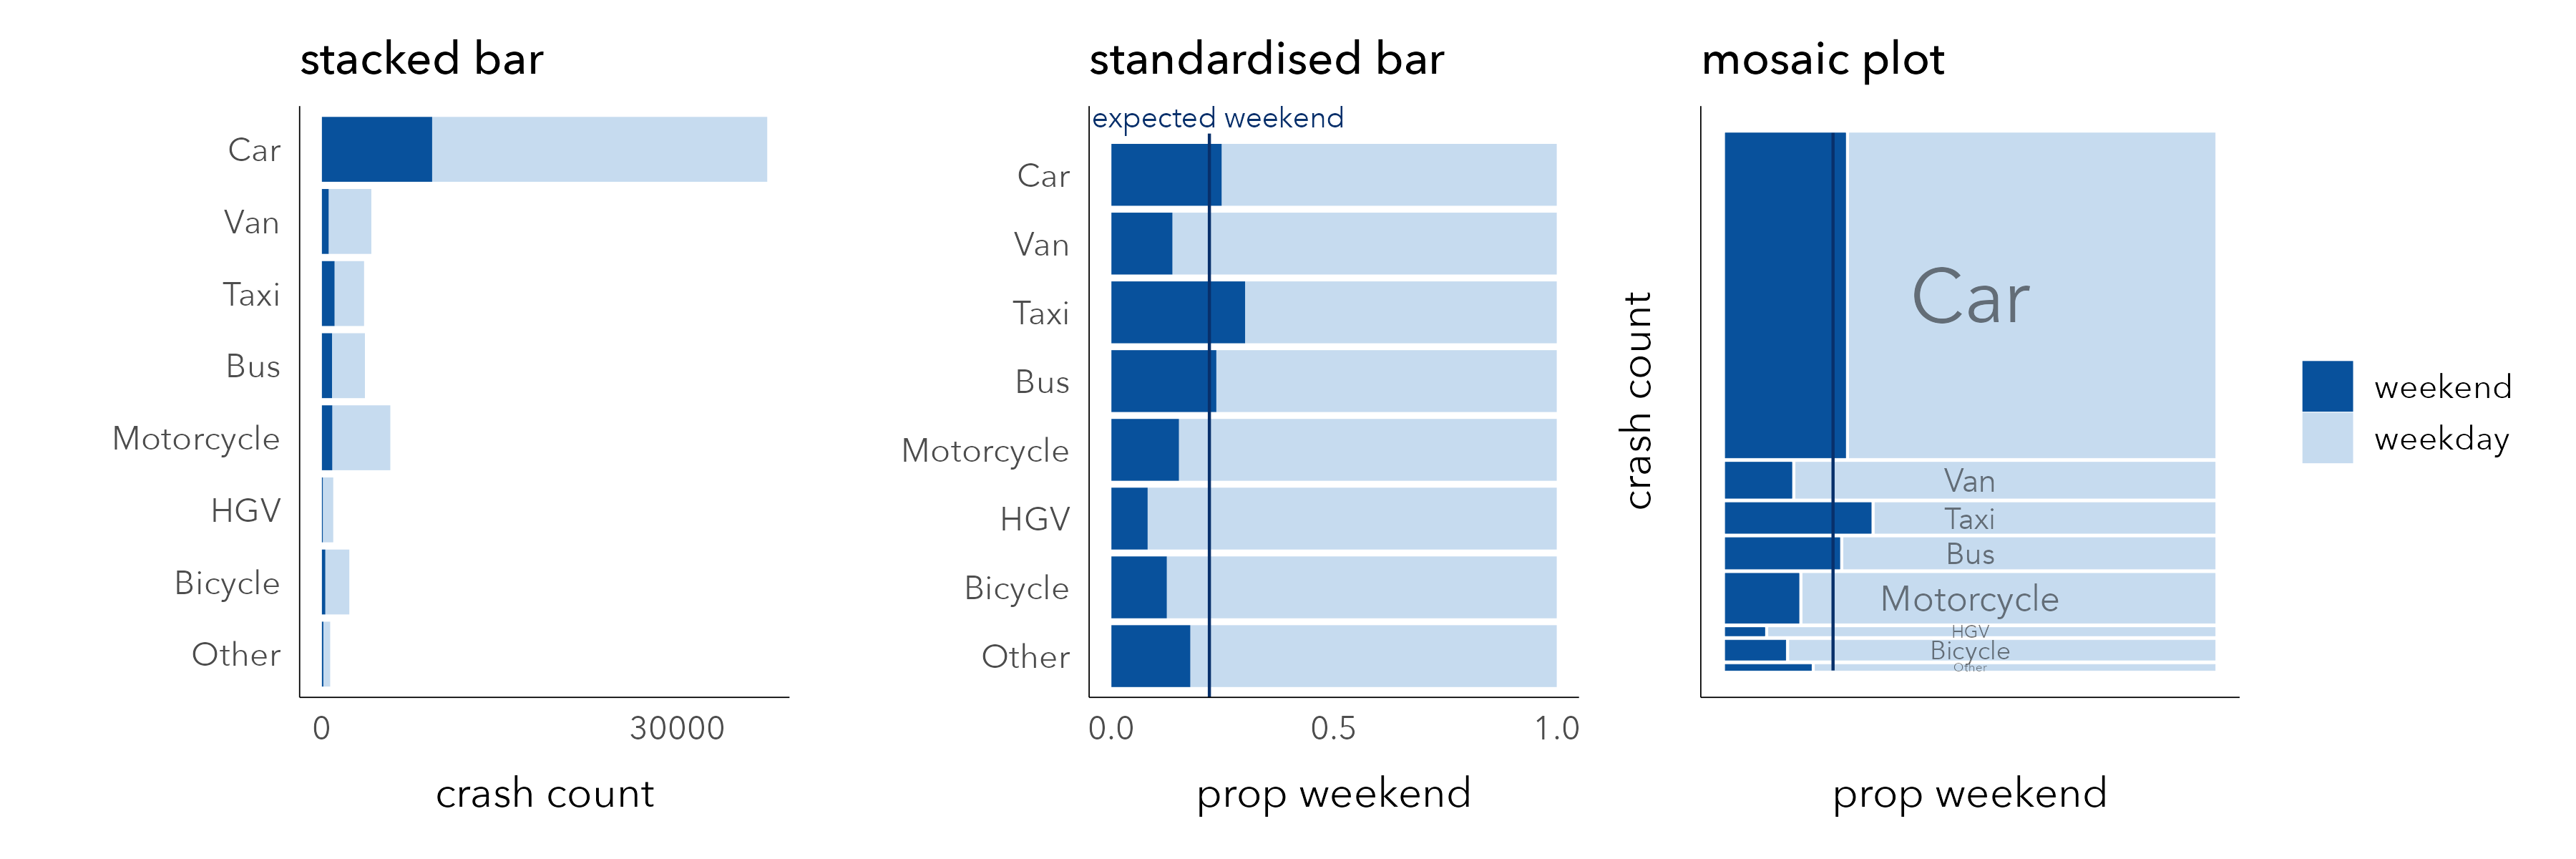 stacked bar
Car
Van
Taxi
Bus
Motorcycle
HGV
Bicycle
Other
0
30000
crash count
standardised bar
expected weekend
Car
Van
Taxi
Bus
Motorcycle
HGV
Bicycle
Other
0.0
0.5
1.0
prop weekend
mosaic plot
crash count
Car
Van
Taxi
Bus
Motorcycle
HGV
Bicycle
Other
prop weekend
weekend
weekday